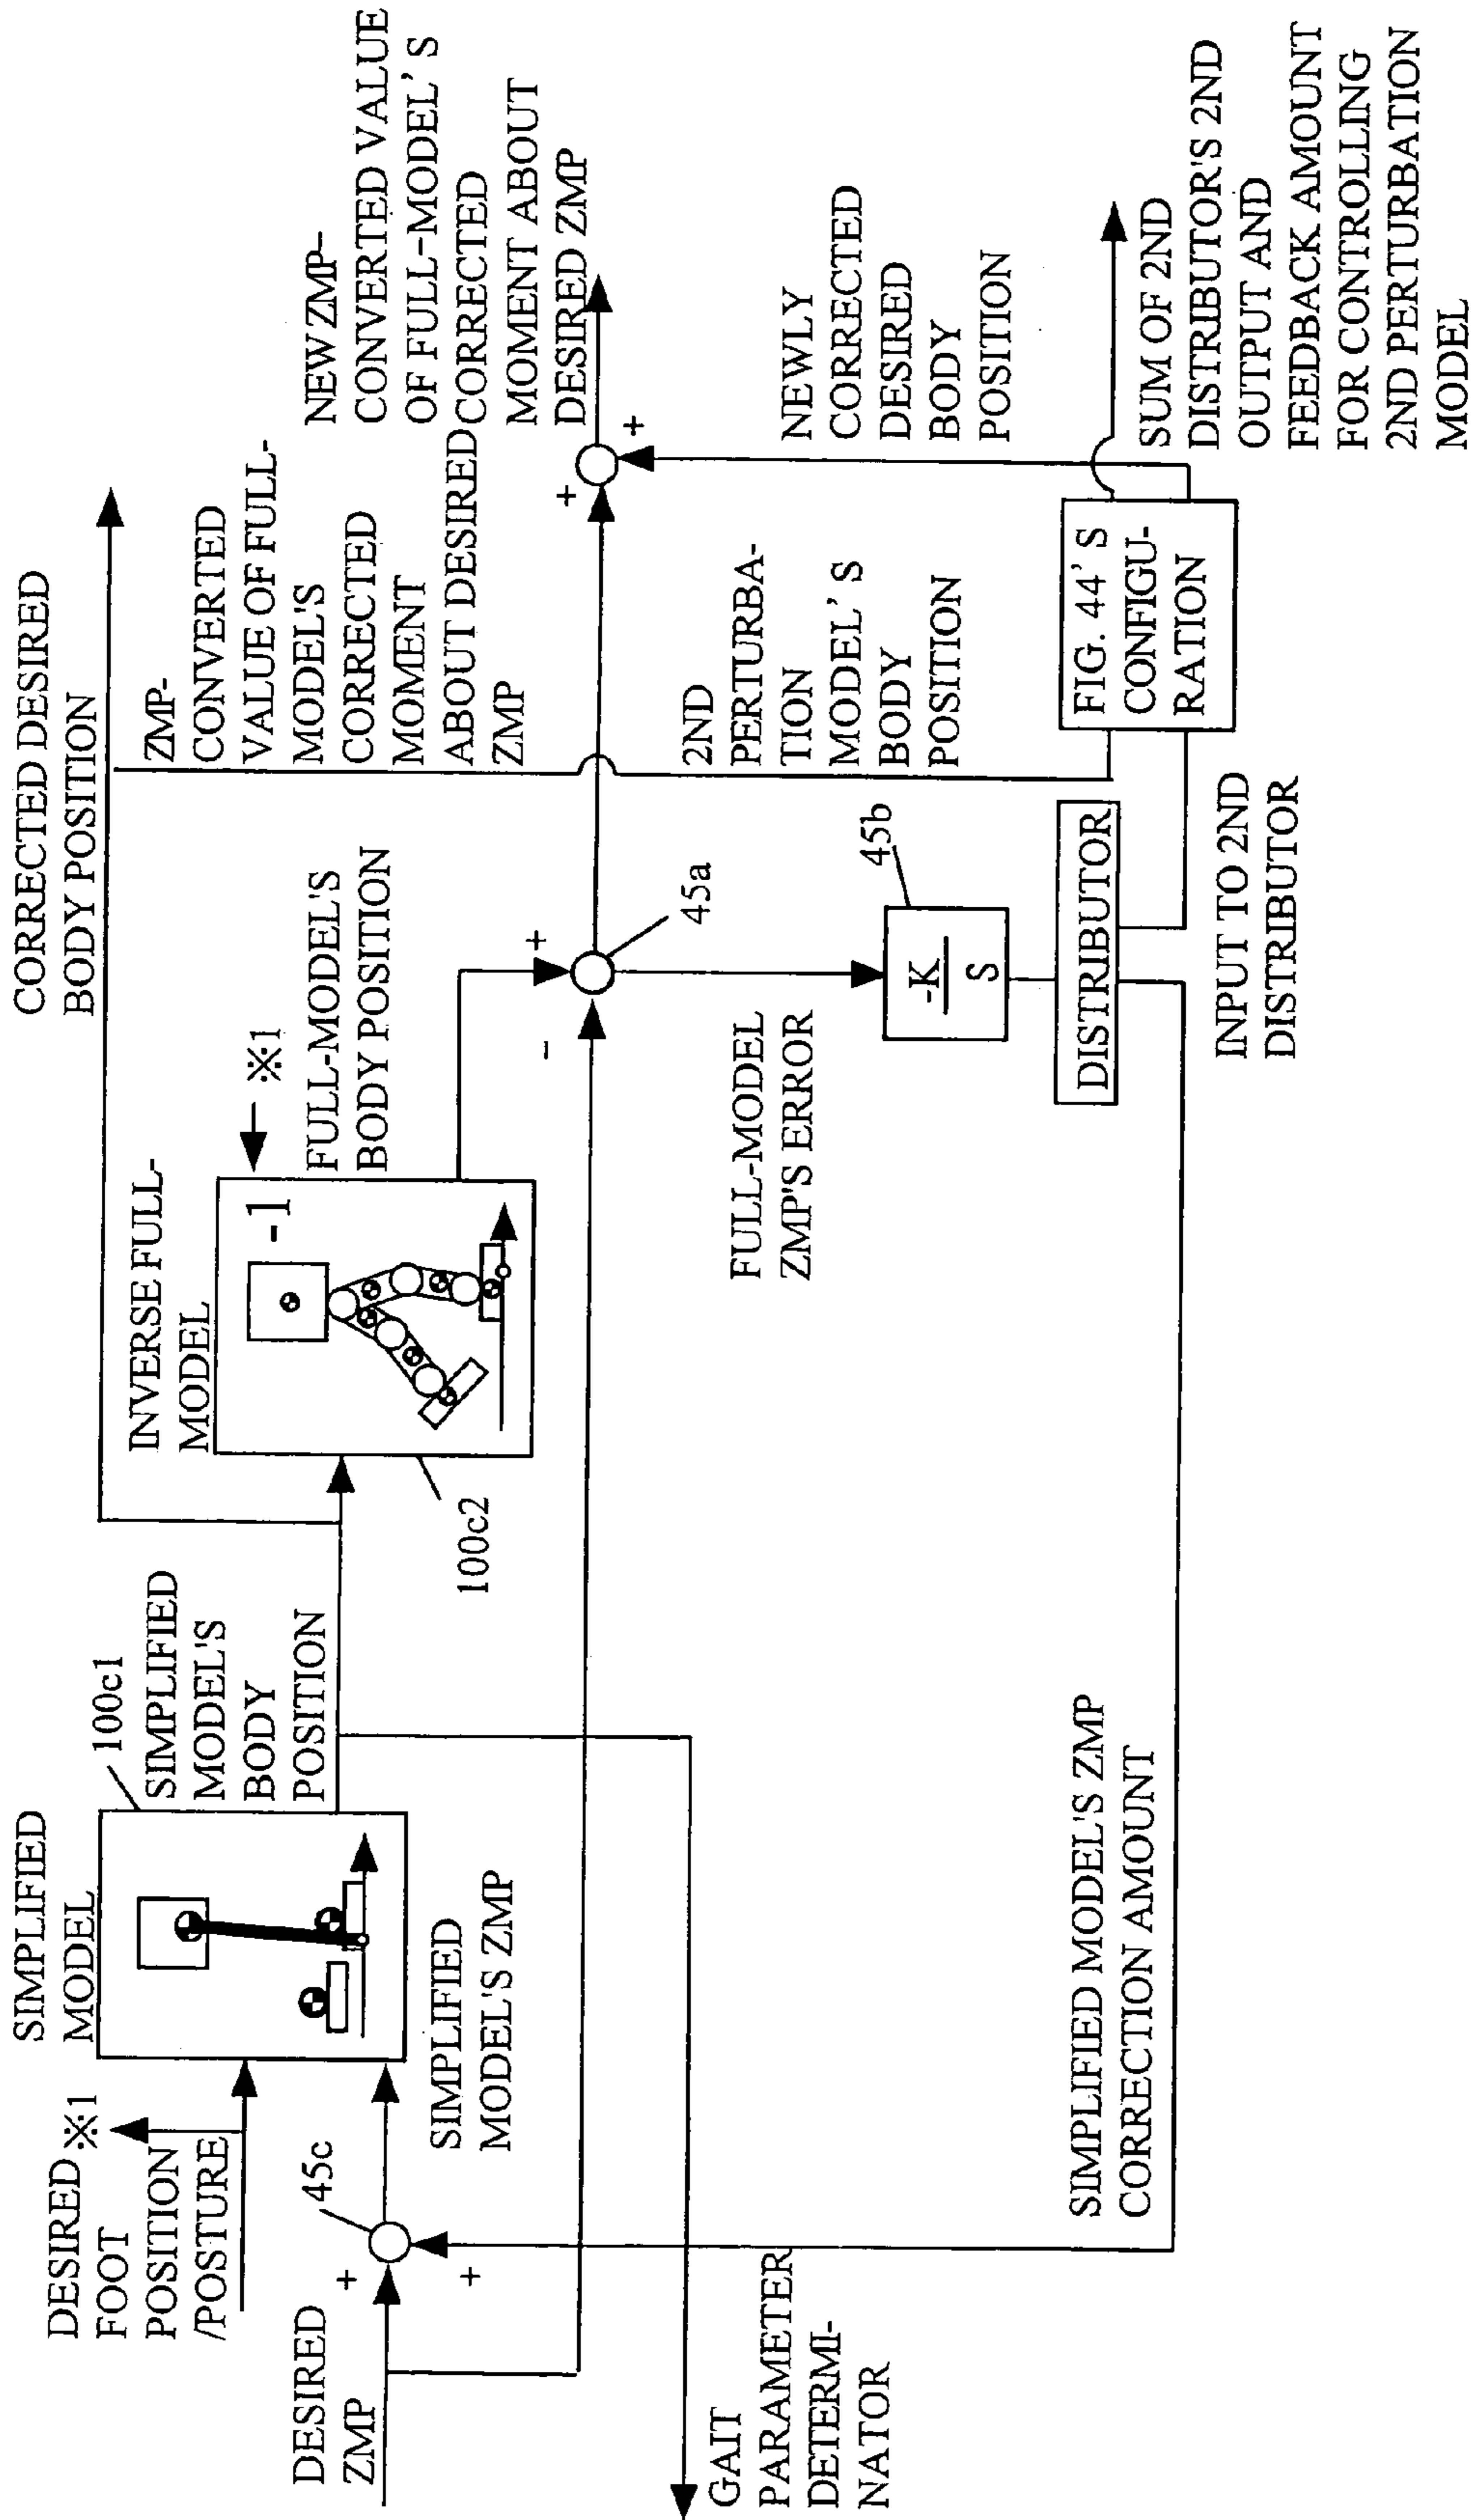 DESIRED
FOOT
POSITION
/POSTURE
※1
SIMPLIFIED
MODEL
100c1
SIMPLIFIED
MODEL'S
BODY
POSITION
DESIRED
ZMP
+
+
45c
SIMPLIFIED
MODEL'S ZMP
GAIT
PARAMETER
DETERMI-
NATOR
SIMPLIFIED MODEL'S ZMP
CORRECTION AMOUNT
INVERSE FULL-
MODEL
-1
※1
100c2
FULL-MODEL'S
BODY POSITION
CORRECTED DESIRED
BODY POSITION
+
-
45a
FULL-MODEL
ZMP'S ERROR
45b
-K
S
DISTRIBUTOR
INPUT TO 2ND
DISTRIBUTOR
ZMP-
CONVERTED
VALUE OF FULL-
MODEL'S
CORRECTED
MOMENT
ABOUT DESIRED
ZMP
2ND
PERTURBA-
TION
MODEL'S
BODY
POSITION
FIG. 44'S
CONFIGU-
RATION
+
+
NEW ZMP-
CONVERTED VALUE
OF FULL-MODEL'S
CORRECTED
MOMENT ABOUT
DESIRED ZMP
NEWLY
CORRECTED
DESIRED
BODY
POSITION
SUM OF 2ND
DISTRIBUTOR'S 2ND
OUTPUT AND
FEEDBACK AMOUNT
FOR CONTROLLING
2ND PERTURBATION
MODEL